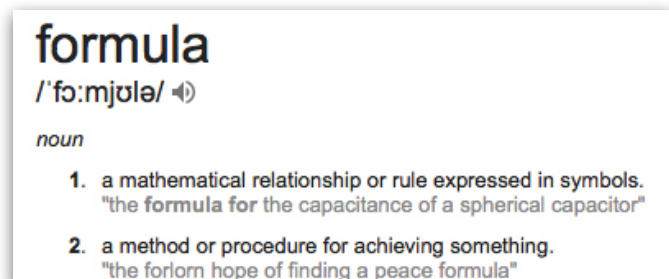 formula
/ˈfɔːmjʊlə/
noun
1. a mathematical relationship or rule expressed in symbols.
"the formula for the capacitance of a spherical capacitor"
2. a method or procedure for achieving something.
"the forlorn hope of finding a peace formula"